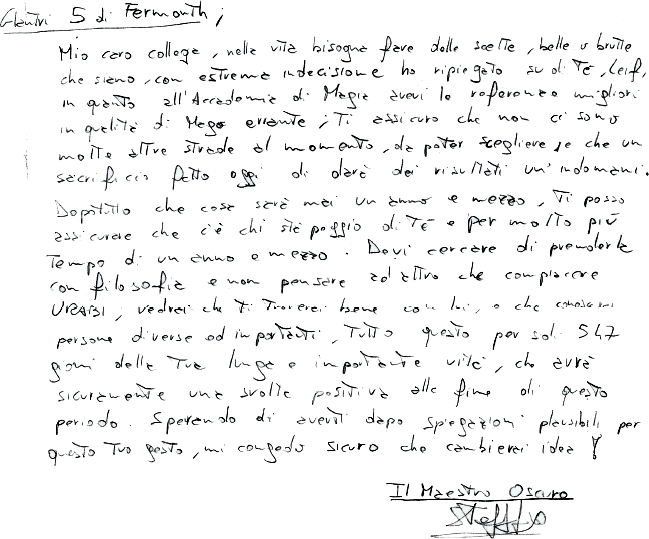 Glantri 5 di Fermonth;
Mio caro collega, nella vita bisogna fare delle scelte, belle o brutte
che siano, con estrema indecisione ho ripiegato su di TE, Leif,
in quanto all'Accademia di Magia avevi le referenze migliori
in qualità di Mago errante; Ti assicuro che non ci sono
molte altre strade al momento, da poter scegliere se che un
sacrificio fatto oggi di darà dei risultati un'indomani.
Dopotutto che cosa sarà mai un anno e mezzo, Ti posso
assicurare che c'è chi stà peggio di TE e per molto più
Tempo di un anno e mezzo. Devi cercare di prenderla
con filosofia e non pensare ad altro che compiacere
URABI, vedrai che ti Troverai bene con lui, e che conoscerai
persone diverse ed importanti, Tutto questo per soli 547
giorni della Tua lunga e importante vita, che avrà
sicuramente una svolta positiva alla fine di questo
periodo. Sperando di averti dato spiegazioni plausibili per
questo Tuo gesto, mi congedo sicuro che cambierai idea!
Il Maestro Oscuro